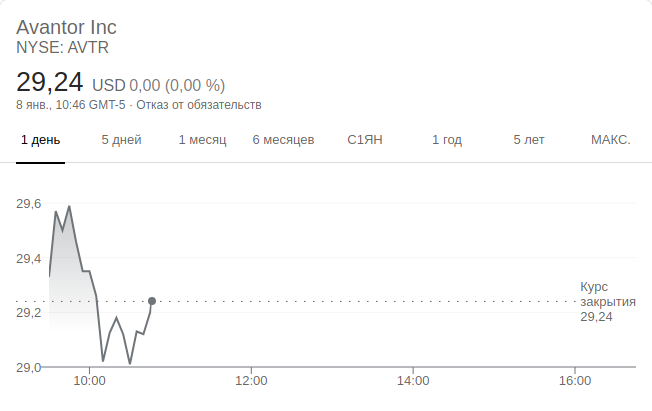 Avantor Inc
NYSE: AVTR
29,24 USD 0,00 (0,00 %)
8 янв., 10:46 GMT-5 · Отказ от обязательств
1 день 5 дней 1 месяц 6 месяцев С1ЯН 1 год 5 лет МАКС.
29,6
29,4
Курс
закрытия
29,24
29,2
29,0
10:00 12:00 14:00 16:00